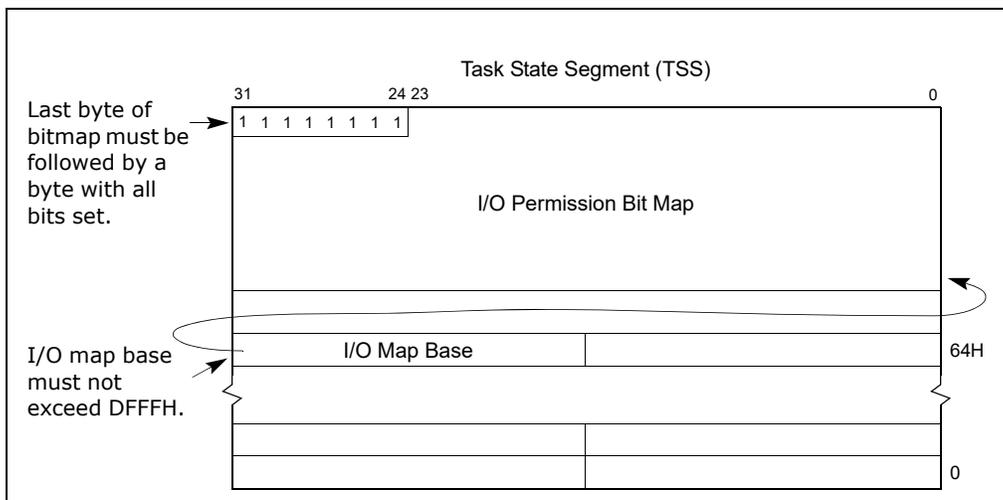 Task State Segment (TSS)
31 24 23 0
Last byte of
bitmap must be
followed by a
byte with all
bits set.
1 1 1 1 1 1 1 1
I/O Permission Bit Map
I/O map base
must not
exceed DFFFH.
I/O Map Base
64H
0